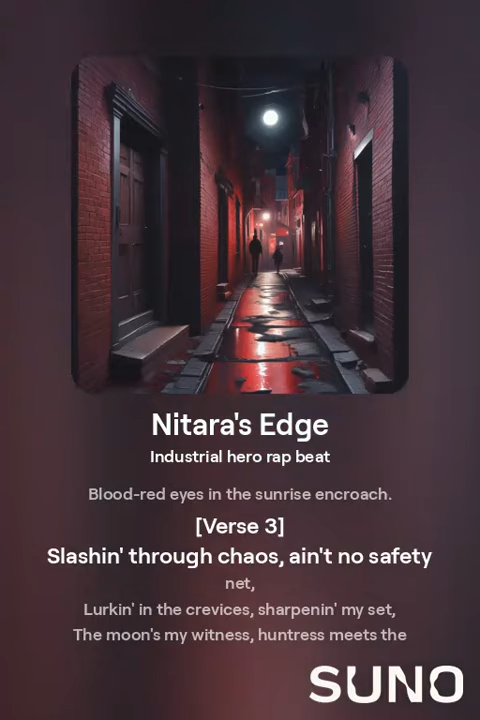 Nitara's Edge
Industrial hero rap beat
Blood-red eyes in the sunrise encroach.
[Verse 3]
Slashin' through chaos, ain't no safety
net,
Lurkin' in the crevices, sharpenin' my set,
The moon's my witness, huntress meets the
SUNO